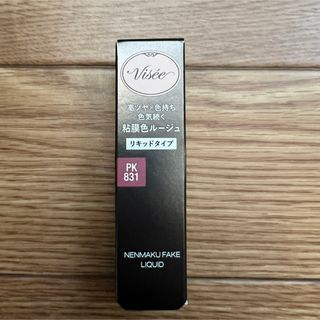 Visée
高ツヤ×色持ち
色気続く
粘膜色ルージュ
リキッドタイプ
PK
831
NENMAKU FAKE
LIQUID